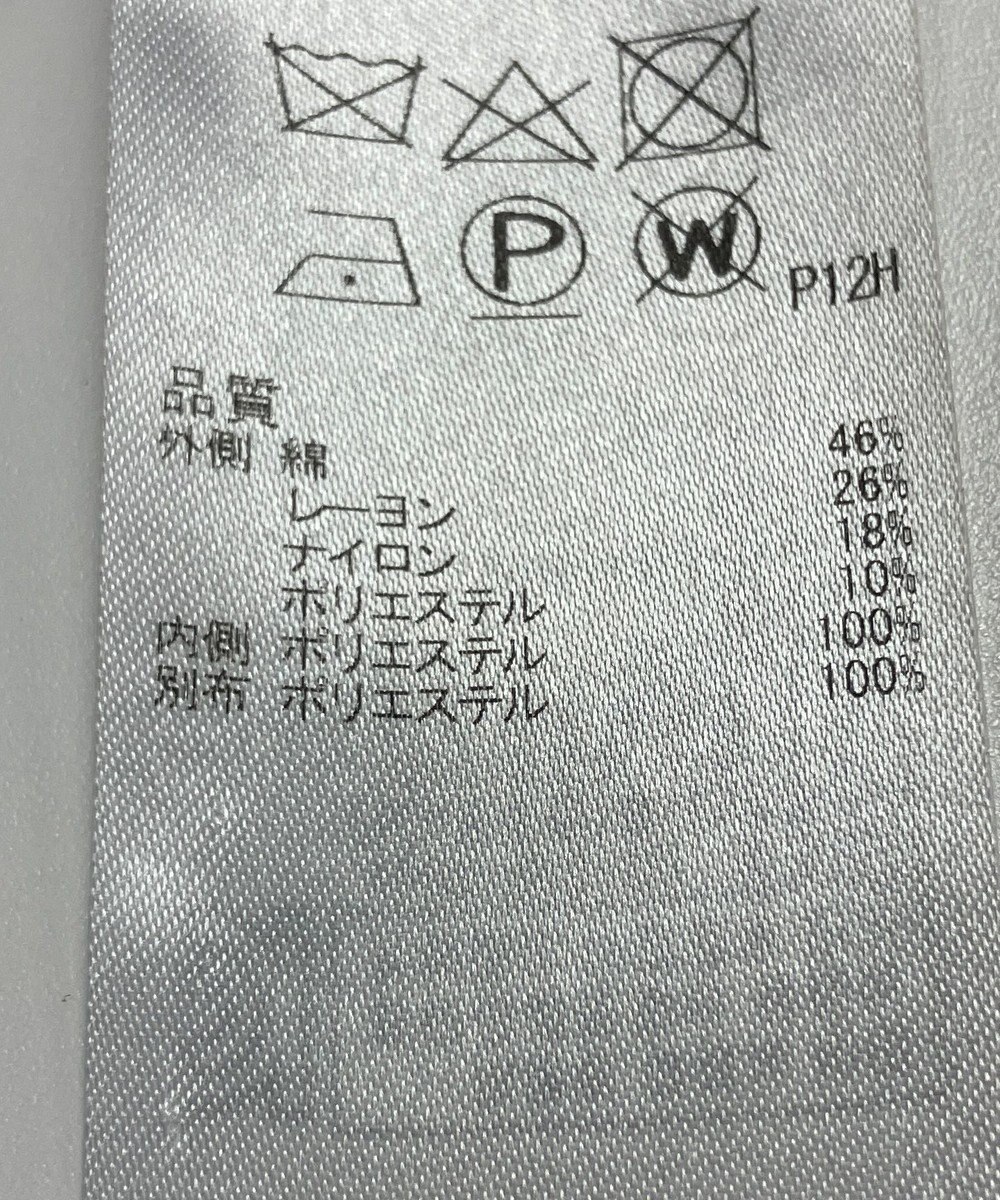 P W P12H
品質
外側 綿 46%
レーヨン 26%
ナイロン 18%
ポリエステル 10%
内側 ポリエステル 100%
別布 ポリエステル 100%